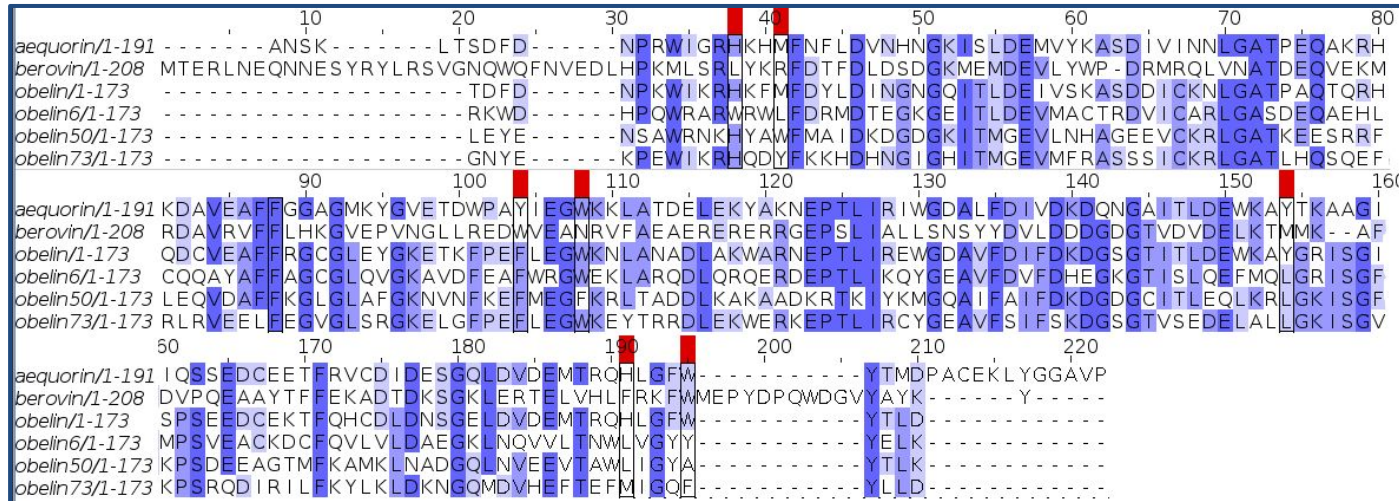 10 20 30 40 50 60 70 80
aequorin/1-191 -------ANSK-------LTSDFD------NPRWIGRHKHMFNFLDVNHNGKISLDEMVYKASDIVINNLGATPEQAKRH
berovin/1-208 MTERLNEQNNESYRYLRSVGNQWQFNVEDLHPKMLSRLYKRFDTFDLDSDGKMEMDEVLYWP-DRMRQLVNATDEQVEKM
obelin/1-173 --------------------TDFD------NPKWIKRHKFMFDYLDINGNGQITLDEIVSKASDDICKNLGATPAQTQRH
obelin6/1-173 --------------------RKWD------HPQWRARWRWLFDRMDTEGKGEITLDEVMACTRDVICARLGASDEQAEHL
obelin50/1-173 --------------------LEYE------NSAWRNKHYAWFMAIDKDGDGKITMGEVLNHAGEEVCKRLGATKEESRRF
obelin73/1-173 --------------------GNYE------KPEWIKRHQDYFKKHDHNGIGHITMGEVMFRASSSICKRLGATLHQSQEF
90 100 110 120 130 140 150 160
aequorin/1-191 KDAVEAFFGGAGMKYGVETDWPAYIEGWKKLATDELEKYAKNEPTLIRIWGDALFDIVDKDQNGAITLDEWKAYTKAAGI
berovin/1-208 RDAVRVFFLHKGVEPVNGLLREDWVEANRVFAEAERERERRGEPSLIALLSNSYYDVLDDDGDGTVDVDELKTMMK--AF
obelin/1-173 QDCVEAFFRGCGLEYGKETKFPEFLEGWKNLANADLAKWARNEPTLIREWGDAVFDIFDKDGSGTITLDEWKAYGRISGI
obelin6/1-173 CQQAYAFFAGCGLQVGKAVDFEAFWRGWEKLARQDLQRQERDEPTLIKQYGEAVFDVFDHEGKGTISLQEFMQLGRISGF
obelin50/1-173 LEQVDAFFKGLGLAFGKNVNFKEFMEGFKRLTADDLKAKAADKRTKIYKMGQAIFAIFDKDGDGCITLEQLKRLGKISGF
obelin73/1-173 RLRVEELFEGVGLSRGKELGFPEFLEGWKEYTRRDLEKWERKEPTLIRCYGEAVFSIFSKDGSGTVSEDELALLGKISGV
60 170 180 190 200 210 220
aequorin/1-191 IQSSEDCEETFRVCDIDESGQLDVDEMTRQHLGFW-----------YTMDPACEKLYGGAVP
berovin/1-208 DVPQEAAYTFFEKADTDKSGKLERTELVHLFRKFWMEPYDPQWDGVYAYK------Y-----
obelin/1-173 SPSEEDCEKTFQHCDLDNSGELDVDEMTRQHLGFW-----------YTLD------------
obelin6/1-173 MPSVEACKDCFQVLVLDAEGKLNQVVLTNWLVGYY-----------YELK------------
obelin50/1-173 KPSDEEAGTMFKAMKLNADGQLNVEEVTAWLIGYA-----------YTLK------------
obelin73/1-173 KPSRQDIRILFKYLKLDKNGQMDVHEFTEFMIGQF-----------YLLD------------